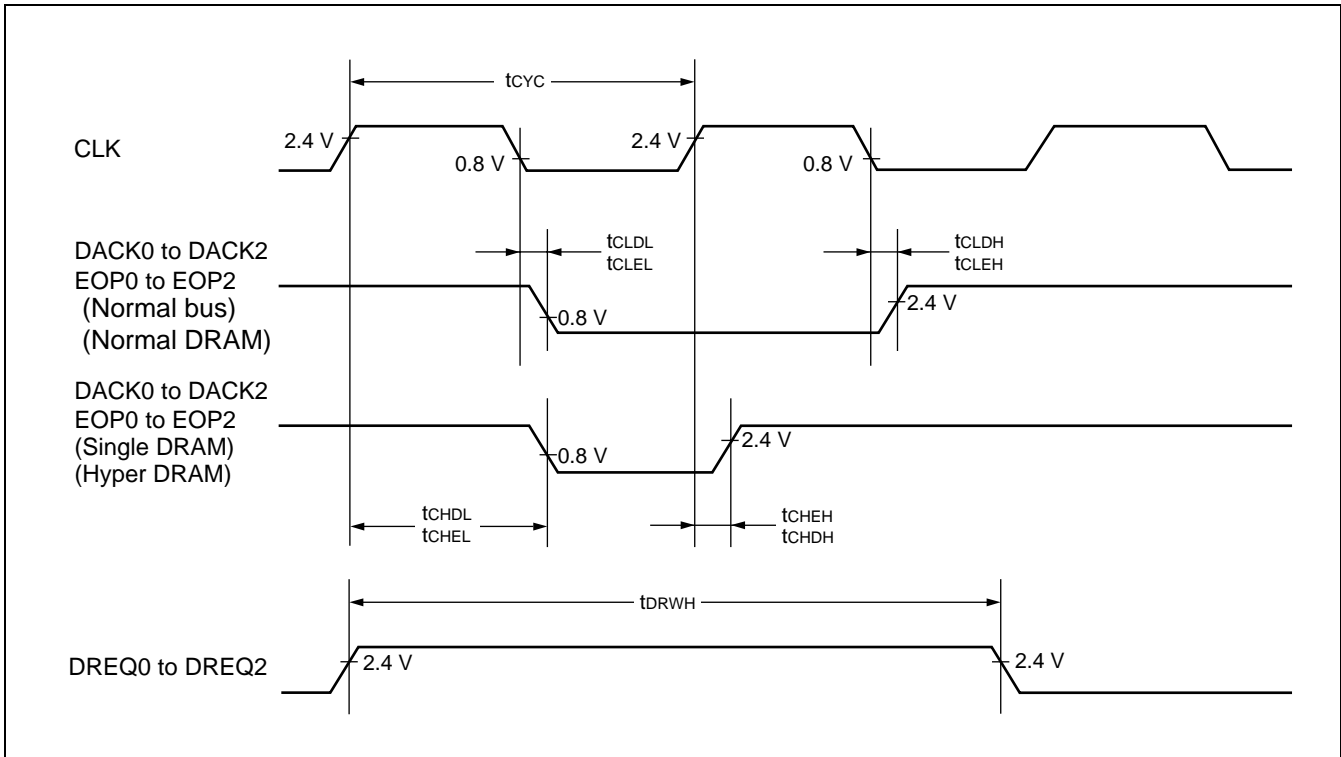 tCYC
CLK
2.4 V
0.8 V
2.4 V
0.8 V
DACK0 to DACK2
EOP0 to EOP2
(Normal bus)
(Normal DRAM)
tCLDL
tCLEL
tCLDH
tCLEH
0.8 V
2.4 V
DACK0 to DACK2
EOP0 to EOP2
(Single DRAM)
(Hyper DRAM)
0.8 V
2.4 V
tCHDL
tCHEL
tCHEH
tCHDH
tDRWH
DREQ0 to DREQ2
2.4 V
2.4 V